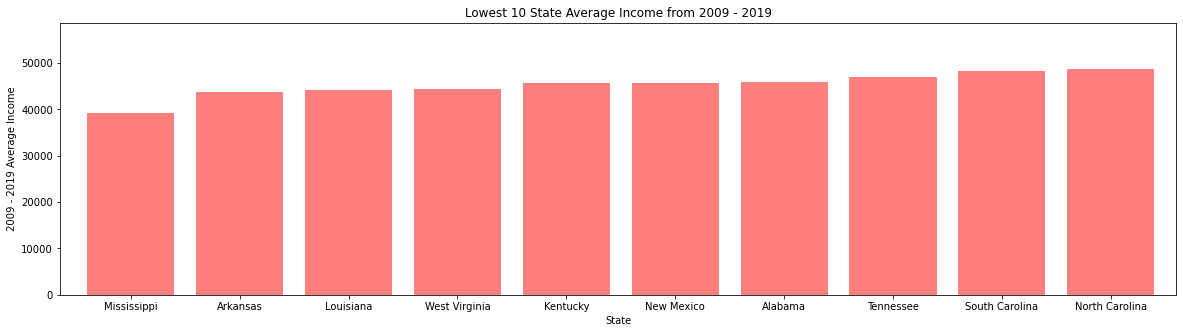 Lowest 10 State Average Income from 2009 - 2019
2009 - 2019 Average Income
50000
40000
30000
20000
10000
0
Mississippi Arkansas Louisiana West Virginia Kentucky New Mexico Alabama Tennessee South Carolina North Carolina
State